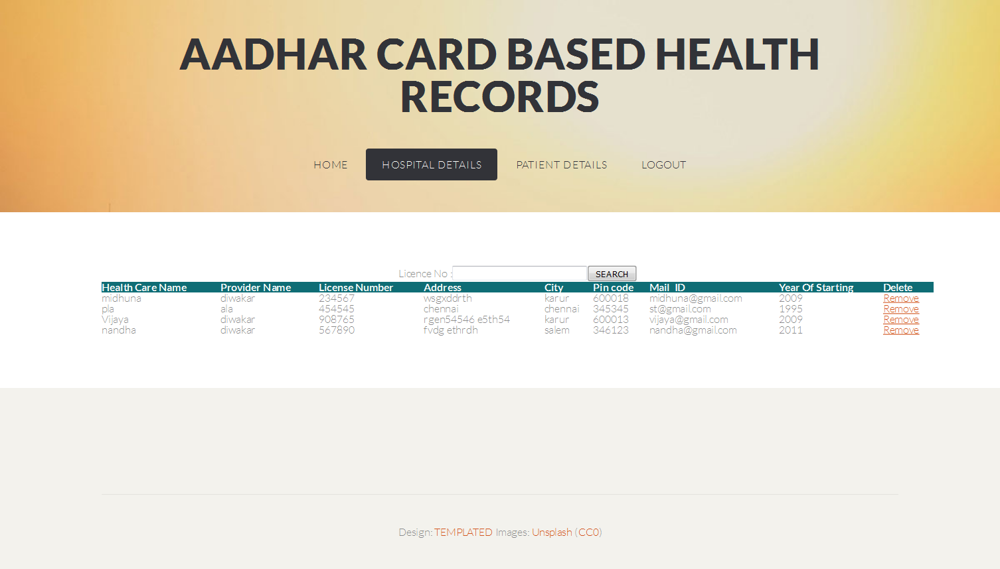 AADHAR CARD BASED HEALTH
RECORDS
HOME HOSPITAL DETAILS PATIENT DETAILS LOGOUT
Licence No : SEARCH
Health Care Name Provider Name License Number Address City Pin code Mail ID Year Of Starting Delete
midhuna diwakar 234567 wsgxddrth karur 600018 midhuna@gmail.com 2009 Remove
pla ala 454545 chennai chennai 345345 st@gmail.com 1995 Remove
Vijaya diwakar 908765 rgen54546 e5th54 karur 600013 vijaya@gmail.com 2009 Remove
nandha diwakar 567890 fvdg ethrdh salem 346123 nandha@gmail.com 2011 Remove
Design: TEMPLATED Images: Unsplash (CC0)